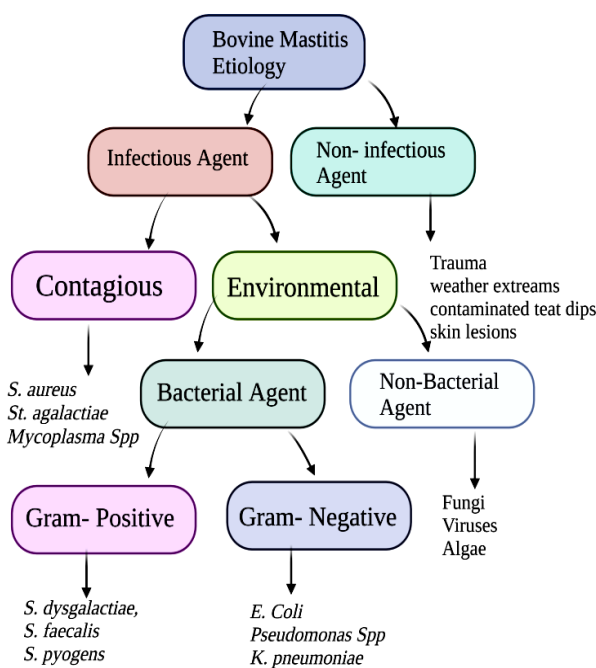 Bovine Mastitis
Etiology
Infectious Agent
Non- infectious
Agent
Contagious
Environmental
Trauma
weather extreams
contaminated teat dips
skin lesions
S. aureus
St. agalactiae
Mycoplasma Spp
Bacterial Agent
Non-Bacterial
Agent
Gram- Positive
Gram- Negative
Fungi
Viruses
Algae
S. dysgalactiae,
S. faecalis
S. pyogens
E. Coli
Pseudomonas Spp
K. pneumoniae